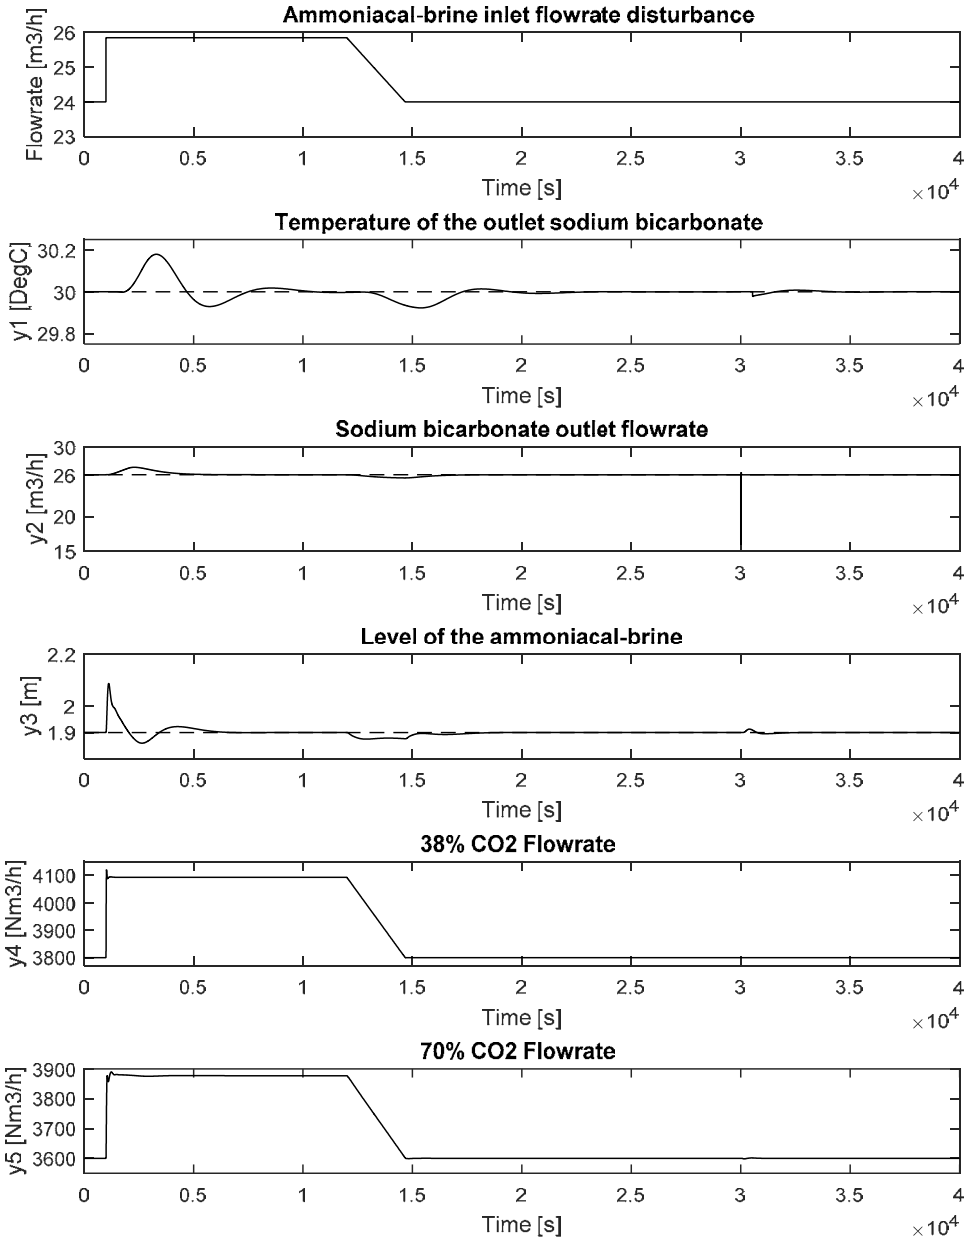 Ammoniacal-brine inlet flowrate disturbance
Flowrate [m3/h]
26
25
24
23
0 0.5 1 1.5 2 2.5 3 3.5 4
Time [s]
×10^4
Temperature of the outlet sodium bicarbonate
y1 [DegC]
30.2
30
29.8
0 0.5 1 1.5 2 2.5 3 3.5 4
Time [s]
×10^4
Sodium bicarbonate outlet flowrate
y2 [m3/h]
30
26
20
15
0 0.5 1 1.5 2 2.5 3 3.5 4
Time [s]
×10^4
Level of the ammoniacal-brine
y3 [m]
2.2
2
1.9
0 0.5 1 1.5 2 2.5 3 3.5 4
Time [s]
×10^4
38% CO2 Flowrate
y4 [Nm3/h]
4100
4000
3900
3800
0 0.5 1 1.5 2 2.5 3 3.5 4
Time [s]
×10^4
70% CO2 Flowrate
y5 [Nm3/h]
3900
3800
3700
3600
0 0.5 1 1.5 2 2.5 3 3.5 4
Time [s]
×10^4